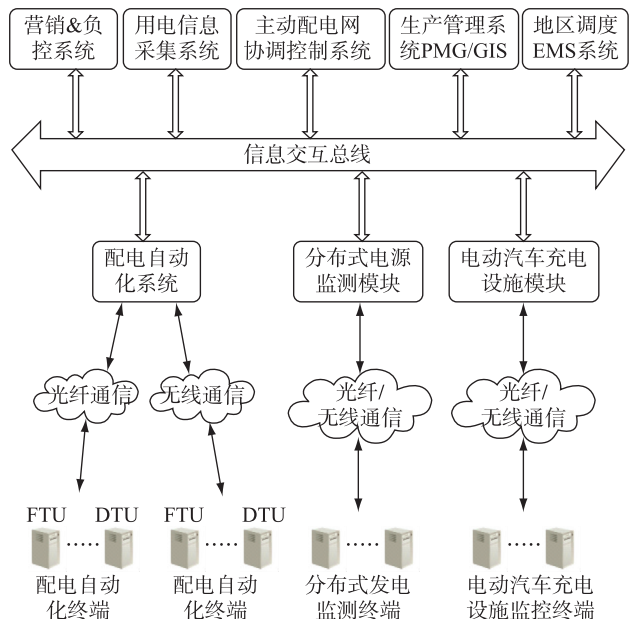 营销&负
控系统
用电信息
采集系统
主动配电网
协调控制系统
生产管理系
统PMG/GIS
地区调度
EMS系统
信息交互总线
配电自动
化系统
分布式电源
监测模块
电动汽车充电
设施模块
光纤通信
无线通信
光纤/
无线通信
光纤/
无线通信
FTU DTU
FTU DTU
配电自动
化终端
配电自动
化终端
分布式发电
监测终端
电动汽车充电
设施监控终端